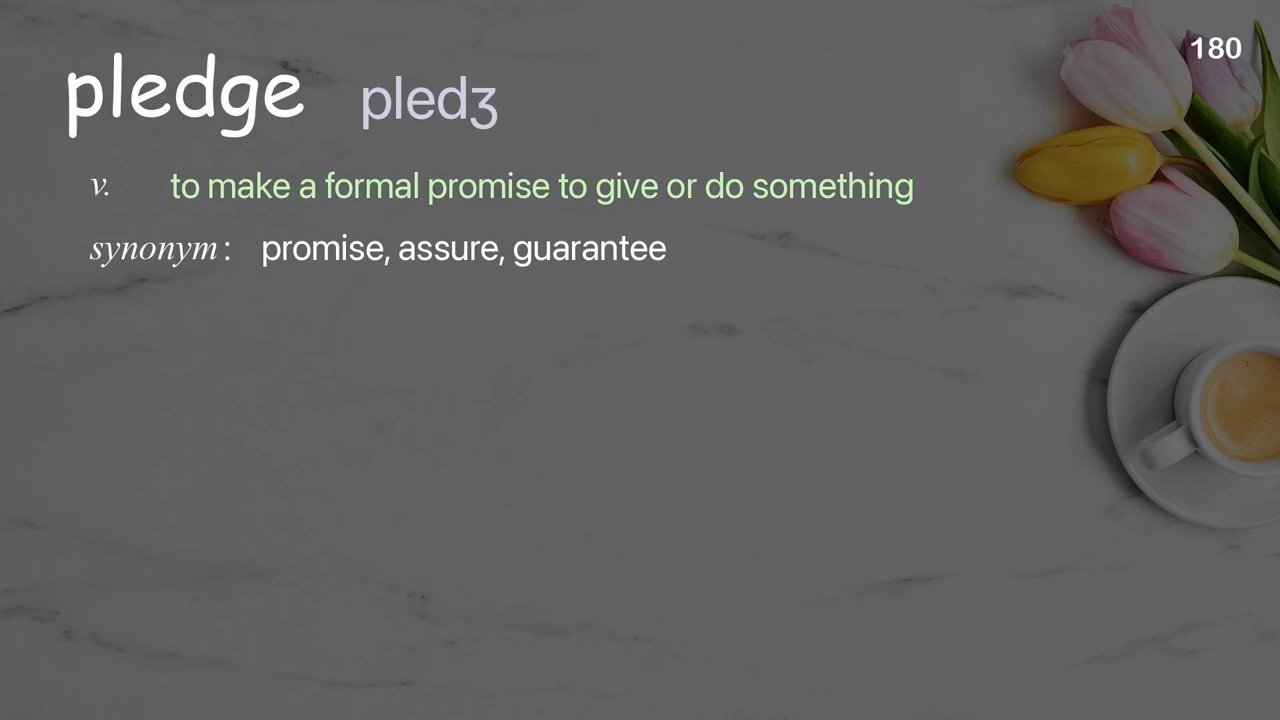 180
pledge pledʒ
v. to make a formal promise to give or do something
synonym: promise, assure, guarantee